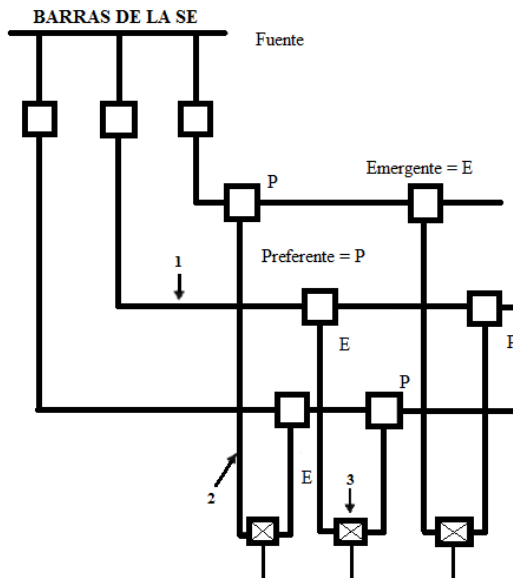 BARRAS DE LA SE
Fuente
P
Emergente = E
1
Preferente = P
E
P
P
E
2
3